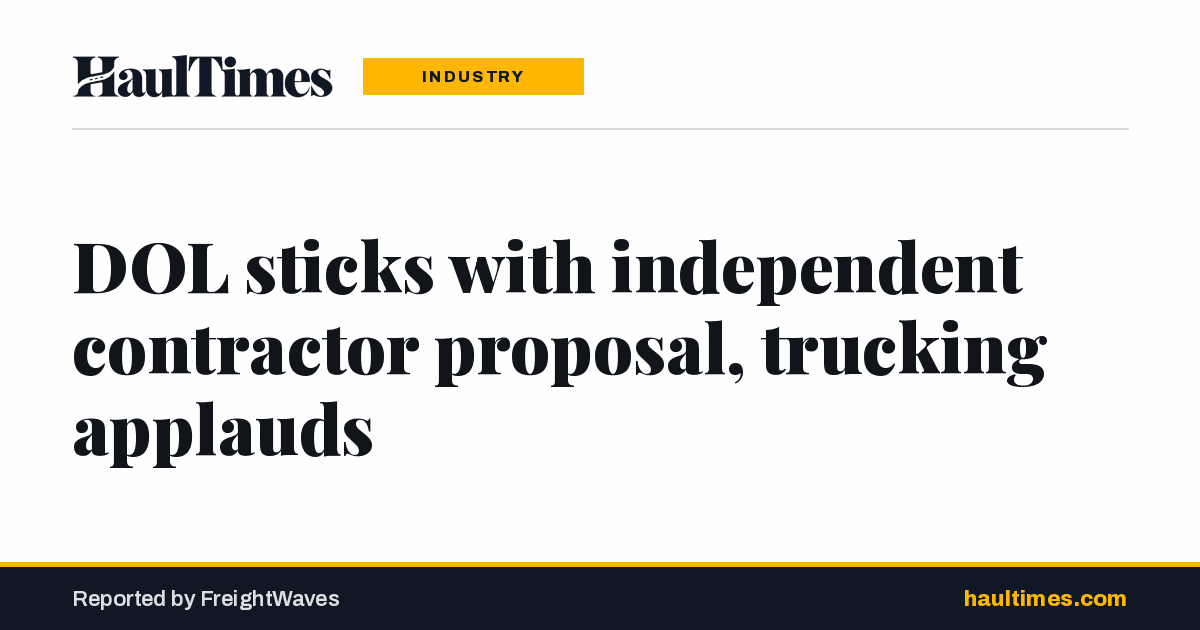 HaulTimes
INDUSTRY
DOL sticks with independent
contractor proposal, trucking
applauds
Reported by FreightWaves
haultimes.com